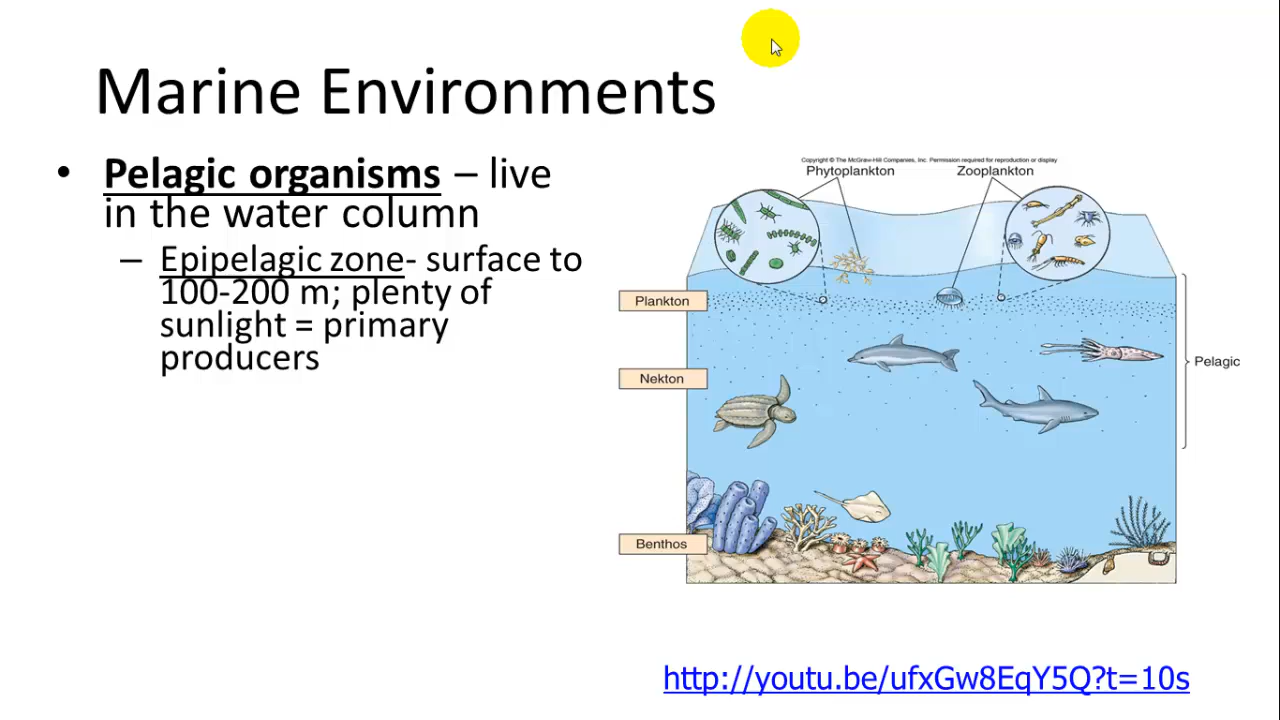 Marine Environments
• Pelagic organisms – live
in the water column
– Epipelagic zone- surface to
100-200 m; plenty of
sunlight = primary
producers
Copyright © The McGraw-Hill Companies, Inc. Permission required for reproduction or display
Phytoplankton Zooplankton
Plankton
Nekton
Pelagic
Benthos
http://youtu.be/ufxGw8EqY5Q?t=10s